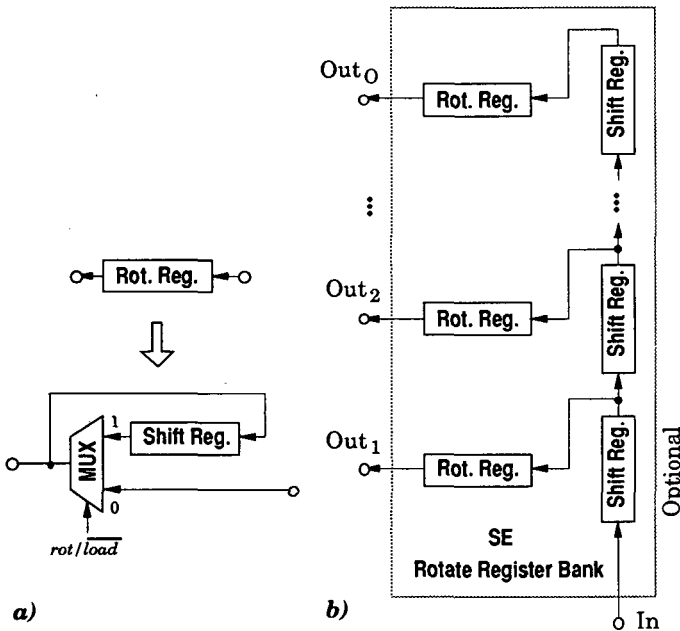 Rot. Reg.
1
Shift Reg.
MUX
0
rot/load
a)
Out0
Rot. Reg.
Shift Reg.
...
...
Out2
Rot. Reg.
Shift Reg.
Out1
Rot. Reg.
Shift Reg.
Optional
SE
Rotate Register Bank
b)
In